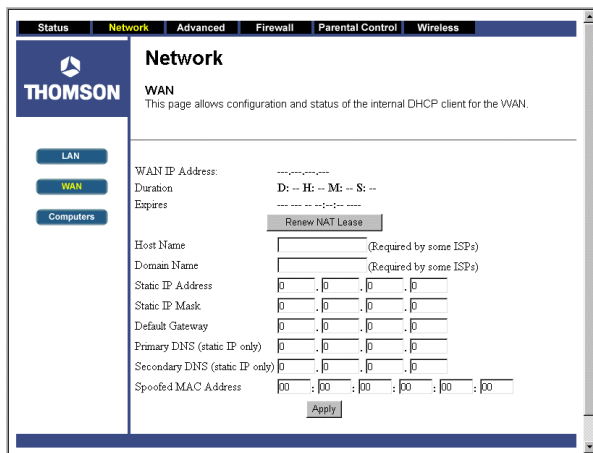 Status Network Advanced Firewall Parental Control Wireless
THOMSON
Network
WAN
This page allows configuration and status of the internal DHCP client for the WAN.
LAN
WAN
Computers
WAN IP Address: ---.---.---.---
Duration D: -- H: -- M: -- S: --
Expires --- --- -- --:--:-- ----
Renew NAT Lease
Host Name (Required by some ISPs)
Domain Name (Required by some ISPs)
Static IP Address 0 . 0 . 0 . 0
Static IP Mask 0 . 0 . 0 . 0
Default Gateway 0 . 0 . 0 . 0
Primary DNS (static IP only) 0 . 0 . 0 . 0
Secondary DNS (static IP only) 0 . 0 . 0 . 0
Spoofed MAC Address 00 : 00 : 00 : 00 : 00 : 00
Apply